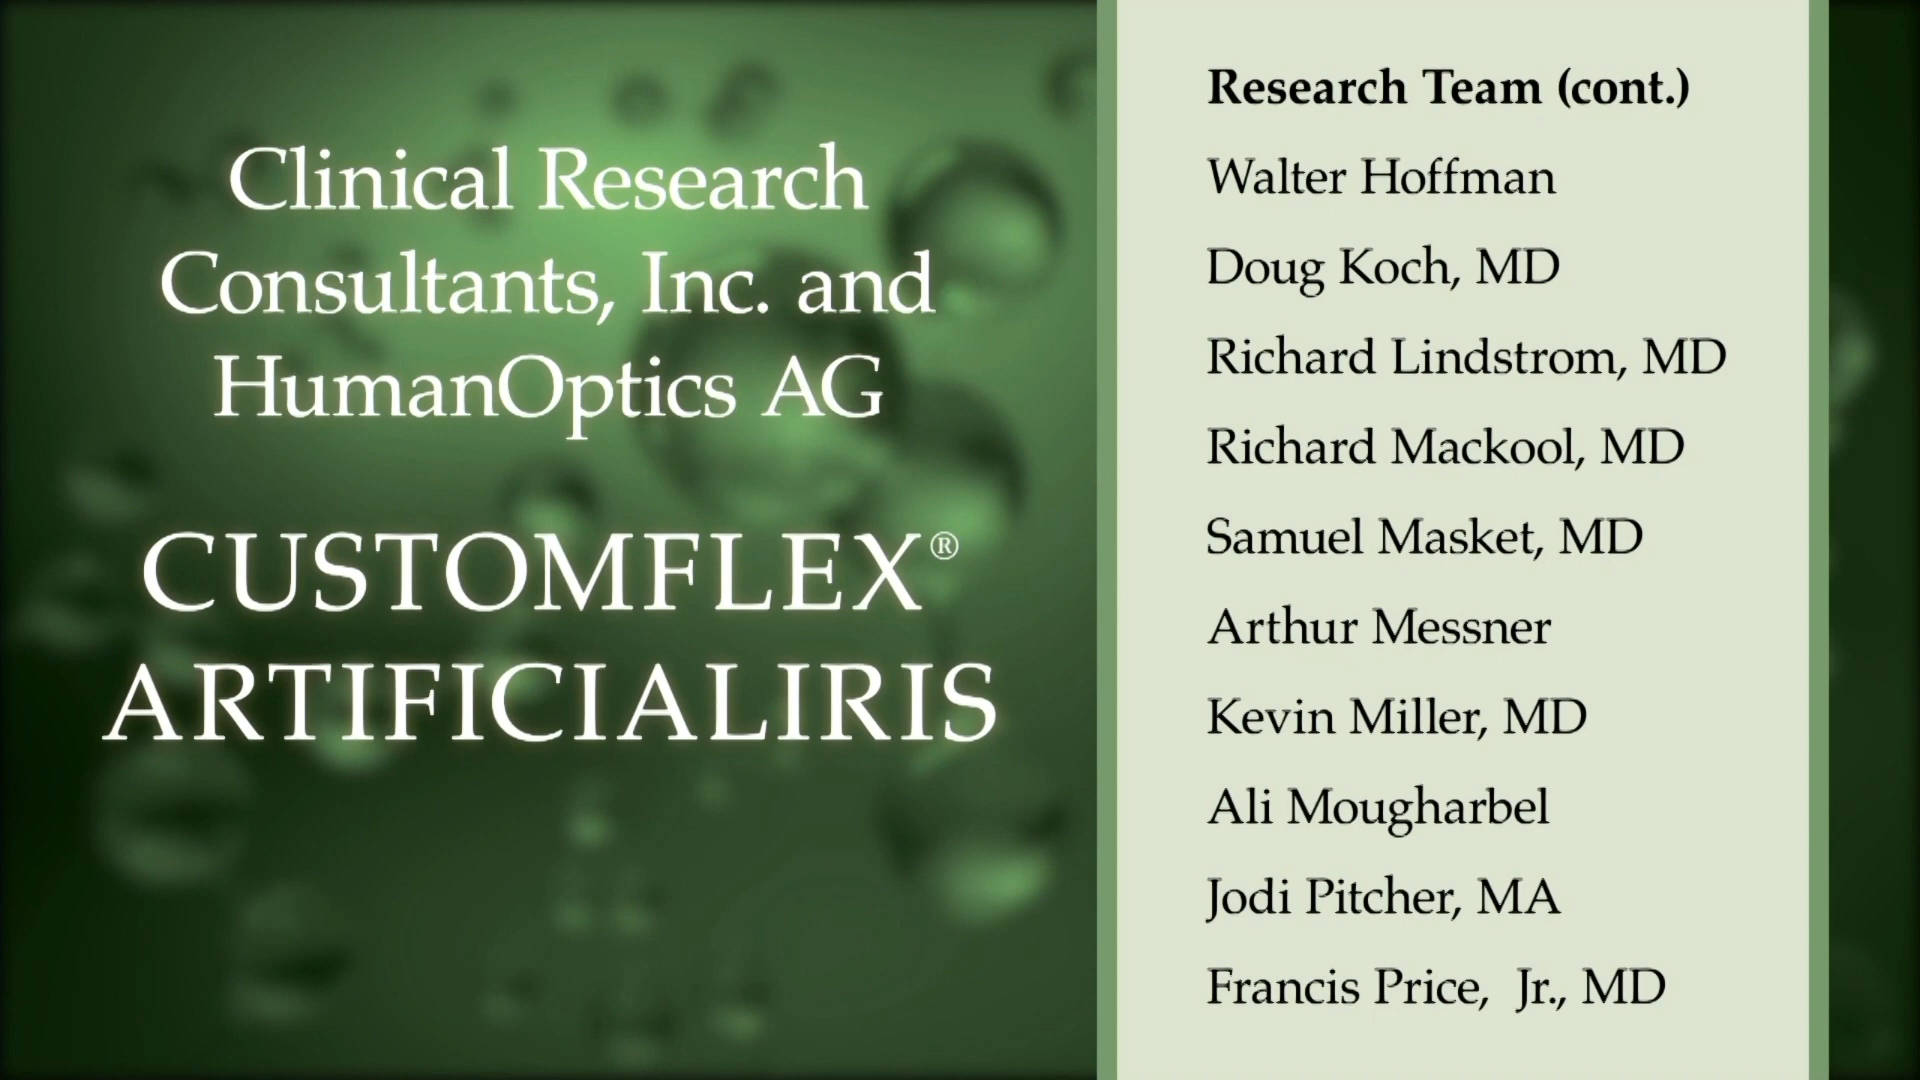 Clinical Research
Consultants, Inc. and
HumanOptics AG
CUSTOMFLEX®
ARTIFICIALIRIS
Research Team (cont.)
Walter Hoffman
Doug Koch, MD
Richard Lindstrom, MD
Richard Mackool, MD
Samuel Masket, MD
Arthur Messner
Kevin Miller, MD
Ali Mougharbel
Jodi Pitcher, MA
Francis Price,  Jr., MD